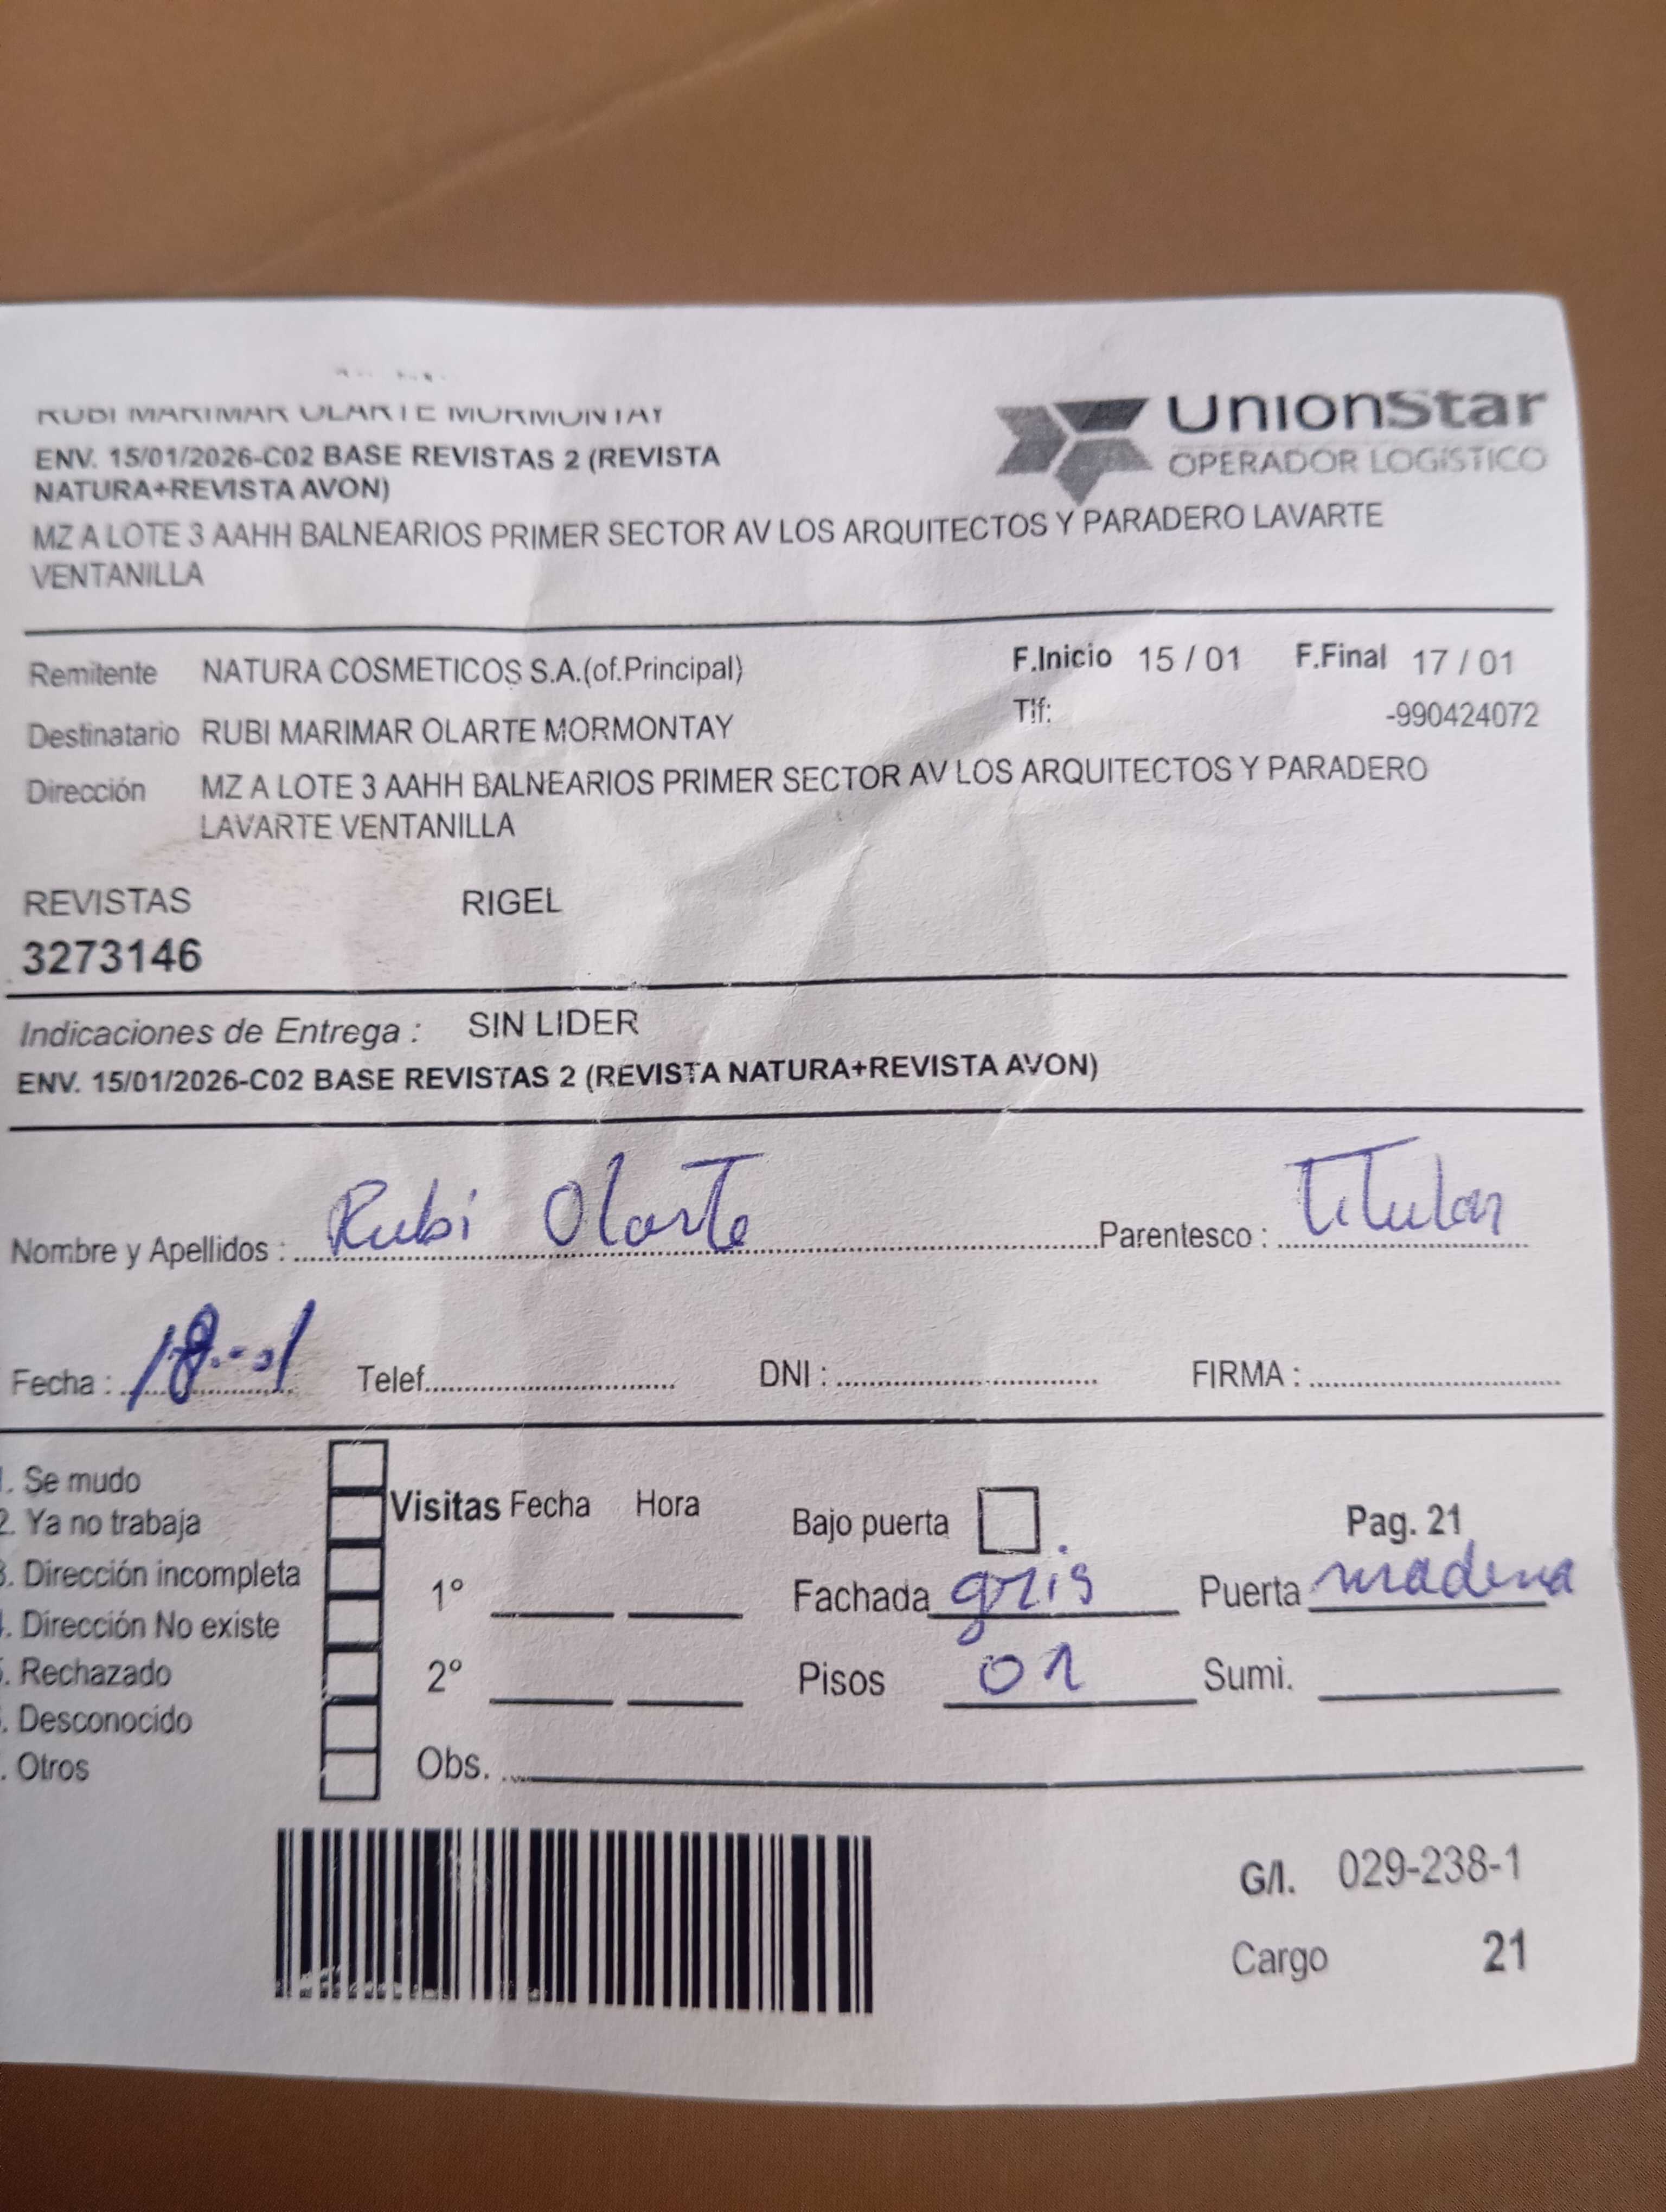 RUBI MARIMAR OLARTE MORMONTAY
ENV. 15/01/2026-C02 BASE REVISTAS 2 (REVISTA
NATURA+REVISTA AVON)
UnionStar
OPERADOR LOGÍSTICO
MZ A LOTE 3 AAHH BALNEARIOS PRIMER SECTOR AV LOS ARQUITECTOS Y PARADERO LAVARTE
VENTANILLA
Remitente NATURA COSMETICOS S.A.(of.Principal) F.Inicio 15 / 01 F.Final 17 / 01
Destinatario RUBI MARIMAR OLARTE MORMONTAY Tlf: -990424072
Dirección MZ A LOTE 3 AAHH BALNEARIOS PRIMER SECTOR AV LOS ARQUITECTOS Y PARADERO
LAVARTE VENTANILLA
REVISTAS RIGEL
3273146
Indicaciones de Entrega : SIN LIDER
ENV. 15/01/2026-C02 BASE REVISTAS 2 (REVISTA NATURA+REVISTA AVON)
Nombre y Apellidos : Rubi Olarte Parentesco : Titular
Fecha : Telef. DNI : FIRMA :
. Se mudo
2. Ya no trabaja
3. Dirección incompleta
. Dirección No existe
. Rechazado
. Desconocido
. Otros
Visitas Fecha Hora
1°
2°
Obs.
Bajo puerta Pag. 21
Fachada gris Puerta madera
Pisos 01 Sumi.
G/I. 029-238-1
Cargo 21